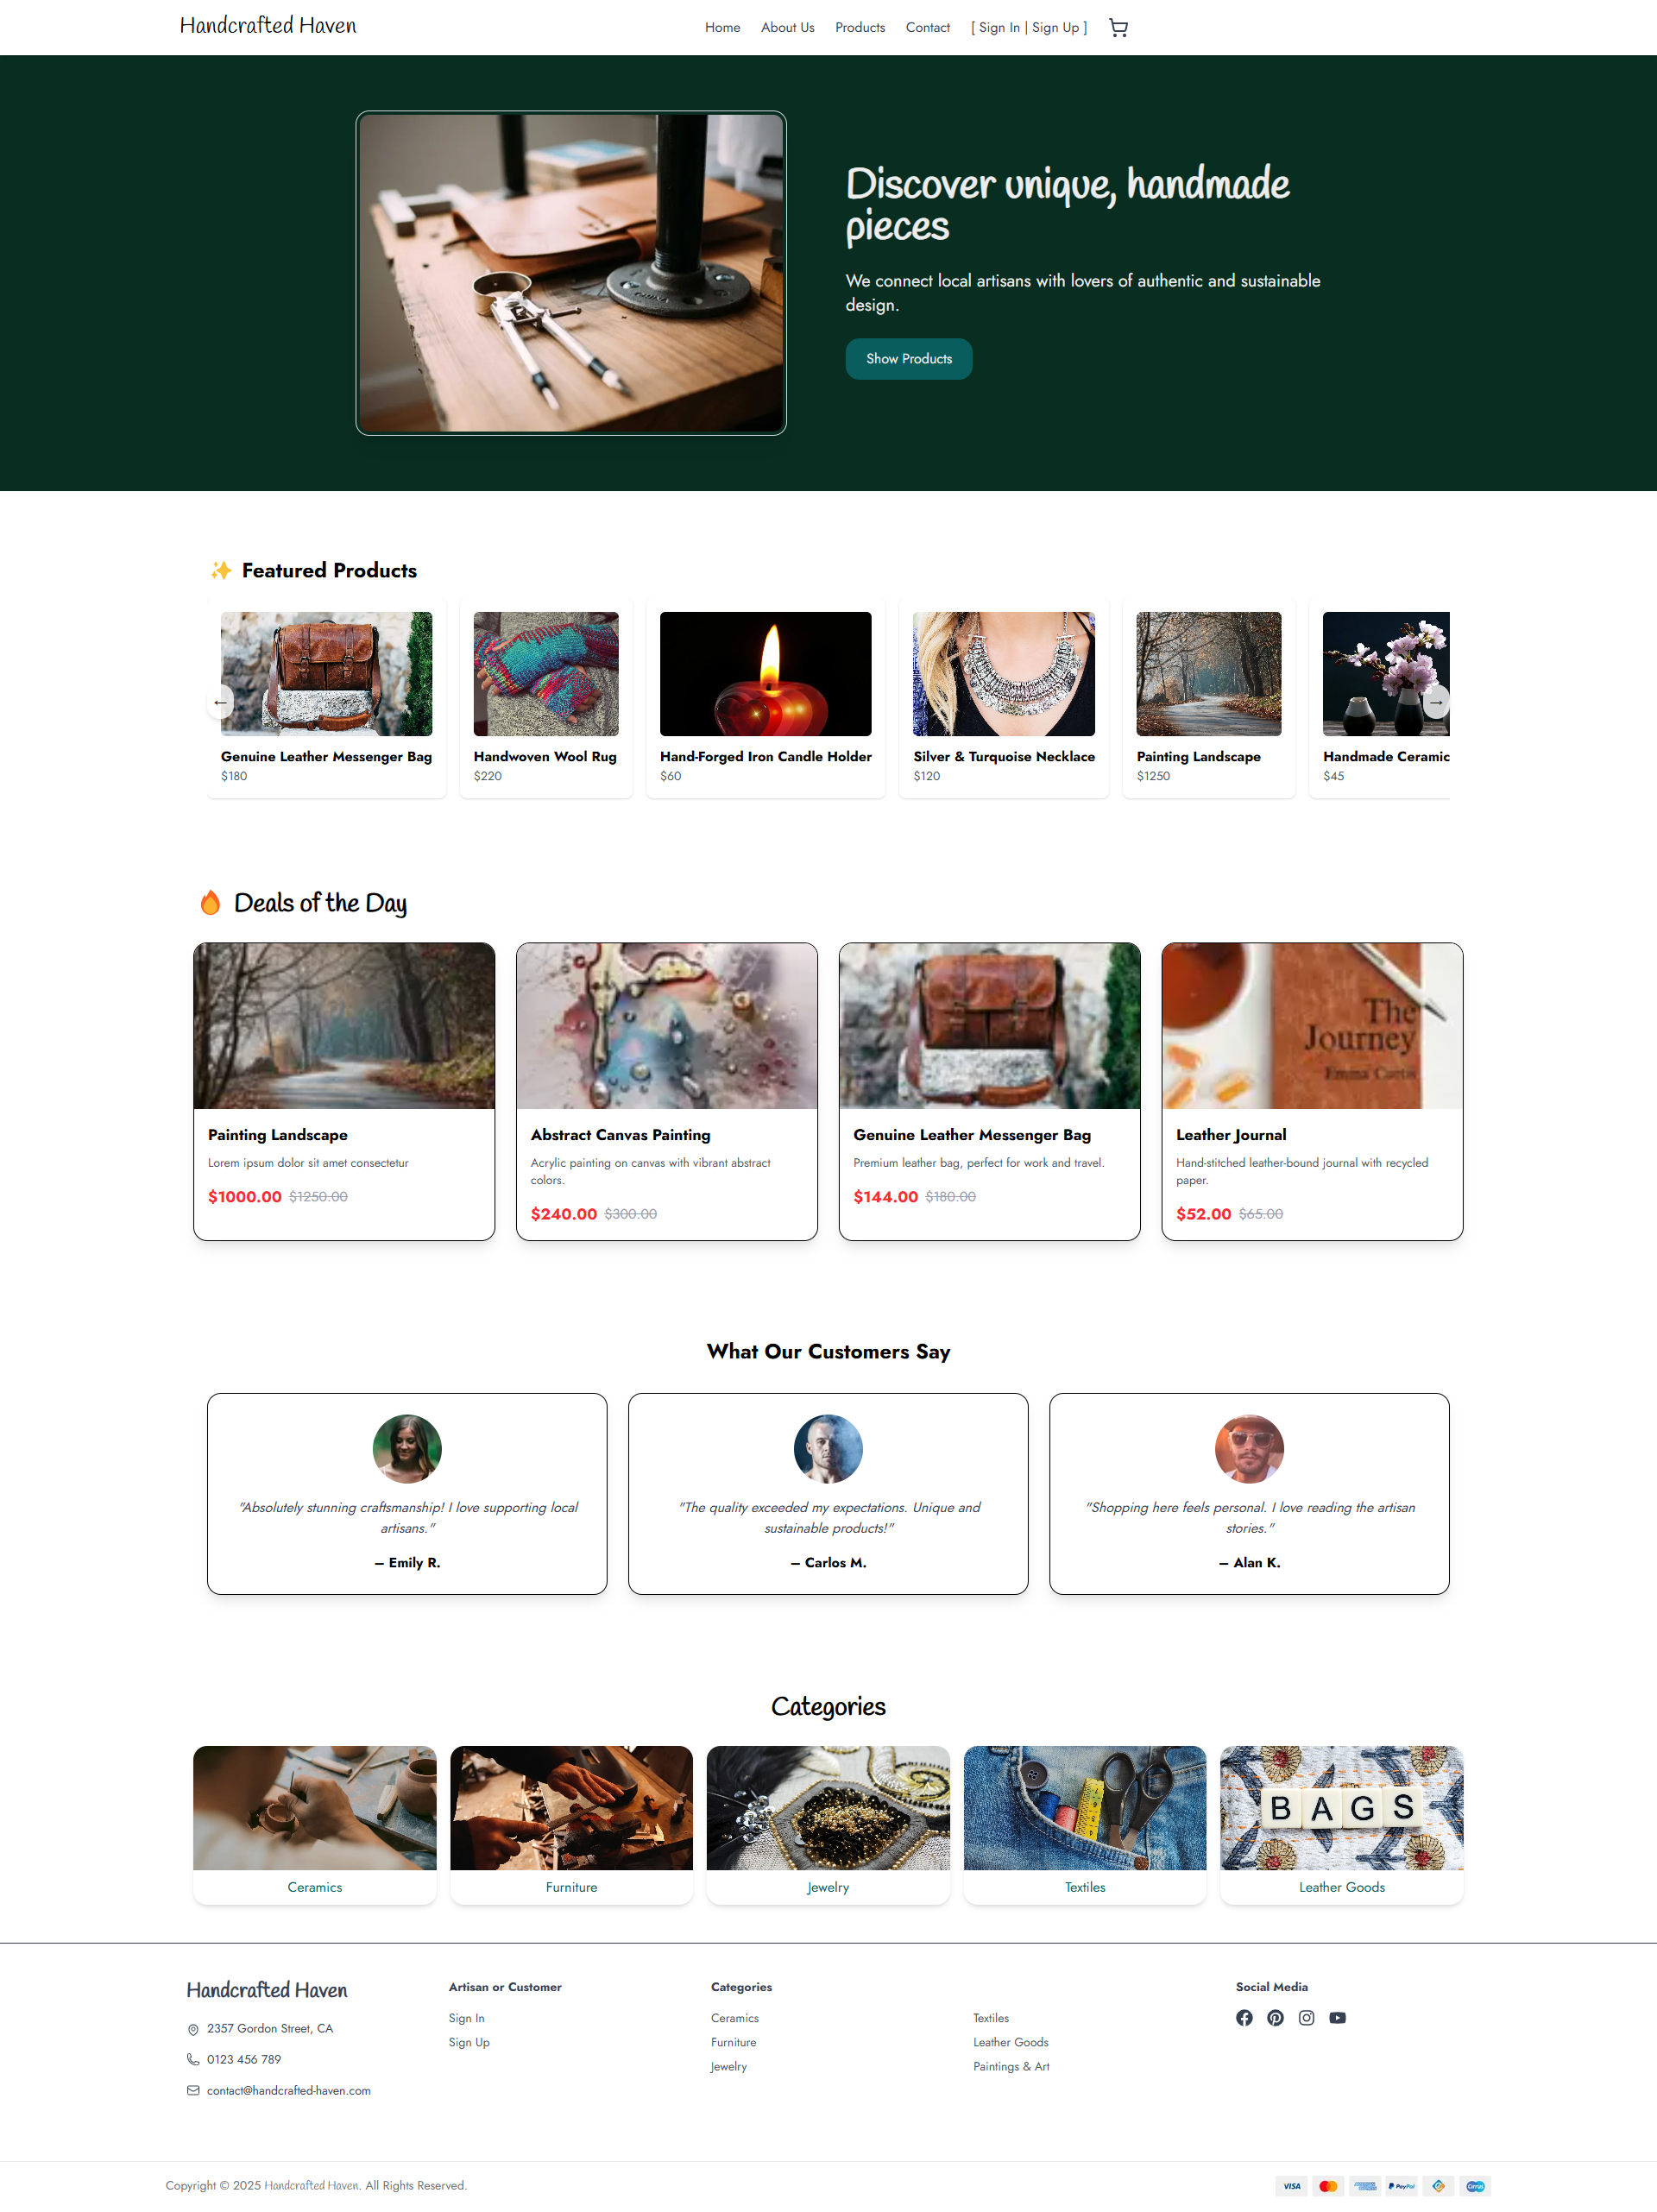 Handcrafted Haven
Home About Us Products Contact [ Sign In | Sign Up ]
Discover unique, handmade
pieces
We connect local artisans with lovers of authentic and sustainable
design.
Show Products
✨ Featured Products
← →
Genuine Leather Messenger Bag
$180
Handwoven Wool Rug
$220
Hand-Forged Iron Candle Holder
$60
Silver & Turquoise Necklace
$120
Painting Landscape
$1250
Handmade Ceramic
$45
🔥 Deals of the Day
Painting Landscape
Lorem ipsum dolor sit amet consectetur
$1000.00 $1250.00
Abstract Canvas Painting
Acrylic painting on canvas with vibrant abstract
colors.
$240.00 $300.00
Genuine Leather Messenger Bag
Premium leather bag, perfect for work and travel.
$144.00 $180.00
The
Journey
Emma Curtis
Leather Journal
Hand-stitched leather-bound journal with recycled
paper.
$52.00 $65.00
What Our Customers Say
"Absolutely stunning craftsmanship! I love supporting local
artisans."
— Emily R.
"The quality exceeded my expectations. Unique and
sustainable products!"
— Carlos M.
"Shopping here feels personal. I love reading the artisan
stories."
— Alan K.
Categories
Ceramics
Furniture
Jewelry
Textiles
BAGS
Leather Goods
Handcrafted Haven
2357 Gordon Street, CA
0123 456 789
contact@handcrafted-haven.com
Artisan or Customer
Sign In
Sign Up
Categories
Ceramics
Furniture
Jewelry
Textiles
Leather Goods
Paintings & Art
Social Media
Copyright © 2025 Handcrafted Haven. All Rights Reserved.
VISA
PayPal
Cirrus